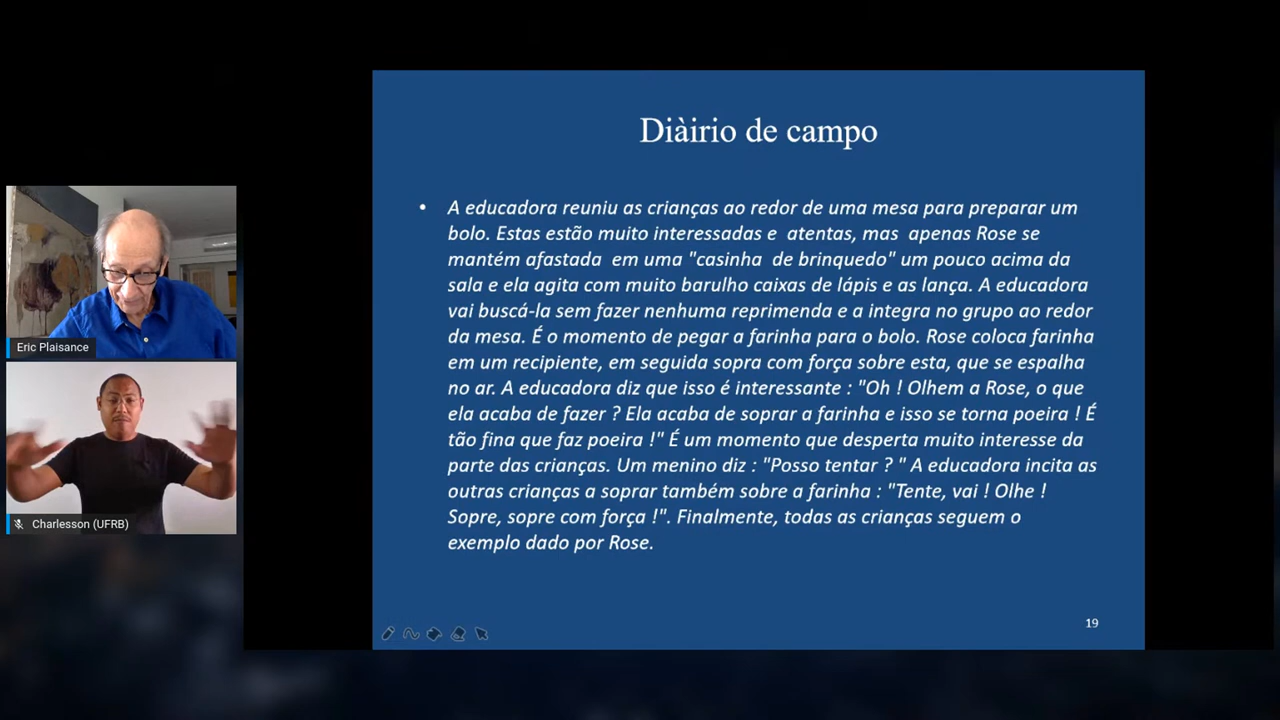 Diàirio de campo
• A educadora reuniu as crianças ao redor de uma mesa para preparar um
bolo. Estas estão muito interessadas e atentas, mas apenas Rose se
mantém afastada em uma "casinha de brinquedo" um pouco acima da
sala e ela agita com muito barulho caixas de lápis e as lança. A educadora
vai buscá-la sem fazer nenhuma reprimenda e a integra no grupo ao redor
da mesa. É o momento de pegar a farinha para o bolo. Rose coloca farinha
em um recipiente, em seguida sopra com força sobre esta, que se espalha
no ar. A educadora diz que isso é interessante : "Oh ! Olhem a Rose, o que
ela acaba de fazer ? Ela acaba de soprar a farinha e isso se torna poeira ! É
tão fina que faz poeira !" É um momento que desperta muito interesse da
parte das crianças. Um menino diz : "Posso tentar ? " A educadora incita as
outras crianças a soprar também sobre a farinha : "Tente, vai ! Olhe !
Sopre, sopre com força !". Finalmente, todas as crianças seguem o
exemplo dado por Rose.
19
Eric Plaisance
Charlesson (UFRB)